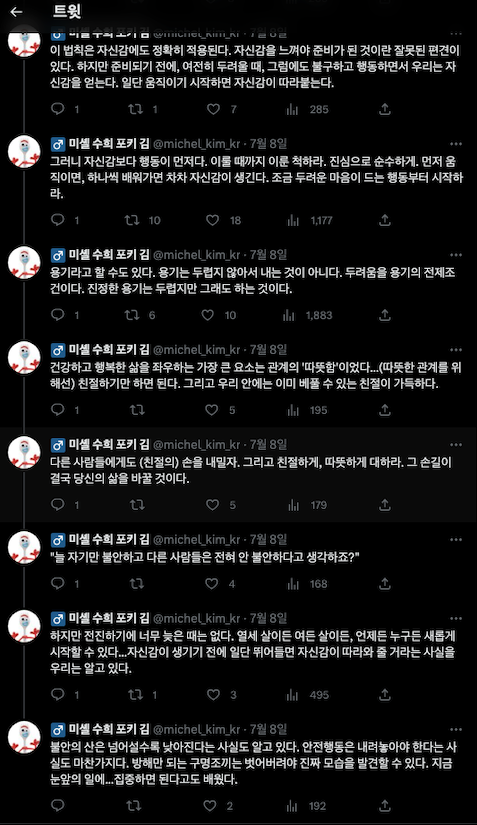 트윗
미셸 수희 포키 김 @michel_kim_kr · 7월 8일
이 법칙은 자신감에도 정확히 적용된다. 자신감을 느껴야 준비가 된 것이란 잘못된 편견이
있다. 하지만 준비되기 전에, 여전히 두려울 때, 그럼에도 불구하고 행동하면서 우리는 자
신감을 얻는다. 일단 움직이기 시작하면 자신감이 따라붙는다.
1 1 7 285
미셸 수희 포키 김 @michel_kim_kr · 7월 8일
그러니 자신감보다 행동이 먼저다. 이룰 때까지 이룬 척하라. 진심으로 순수하게. 먼저 움
직이면, 하나씩 배워가면 차차 자신감이 생긴다. 조금 두려운 마음이 드는 행동부터 시작하
라.
1 10 18 1,177
미셸 수희 포키 김 @michel_kim_kr · 7월 8일
용기라고 할 수도 있다. 용기는 두렵지 않아서 내는 것이 아니다. 두려움을 용기의 전제조
건이다. 진정한 용기는 두렵지만 그래도 하는 것이다.
1 6 10 1,883
미셸 수희 포키 김 @michel_kim_kr · 7월 8일
건강하고 행복한 삶을 좌우하는 가장 큰 요소는 관계의 '따뜻함'이었다...(따뜻한 관계를 위
해선) 친절하기만 하면 된다. 그리고 우리 안에는 이미 베풀 수 있는 친절이 가득하다.
1 5 195
미셸 수희 포키 김 @michel_kim_kr · 7월 8일
다른 사람들에게도 (친절의) 손을 내밀자. 그리고 친절하게, 따뜻하게 대하라. 그 손길이
결국 당신의 삶을 바꿀 것이다.
1 5 179
미셸 수희 포키 김 @michel_kim_kr · 7월 8일
"늘 자기만 불안하고 다른 사람들은 전혀 안 불안하다고 생각하죠?"
1 4 168
미셸 수희 포키 김 @michel_kim_kr · 7월 8일
하지만 전진하기에 너무 늦은 때는 없다. 열세 살이든 여든 살이든, 언제든 누구든 새롭게
시작할 수 있다...자신감이 생기기 전에 일단 뛰어들면 자신감이 따라와 줄 거라는 사실을
우리는 알고 있다.
1 1 3 495
미셸 수희 포키 김 @michel_kim_kr · 7월 8일
불안의 산은 넘어설수록 낮아진다는 사실도 알고 있다. 안전행동은 내려놓아야 한다는 사
실도 마찬가지다. 방해만 되는 구명조끼는 벗어버려야 진짜 모습을 발견할 수 있다. 지금
눈앞의 일에...집중하면 된다고도 배웠다.
2 192